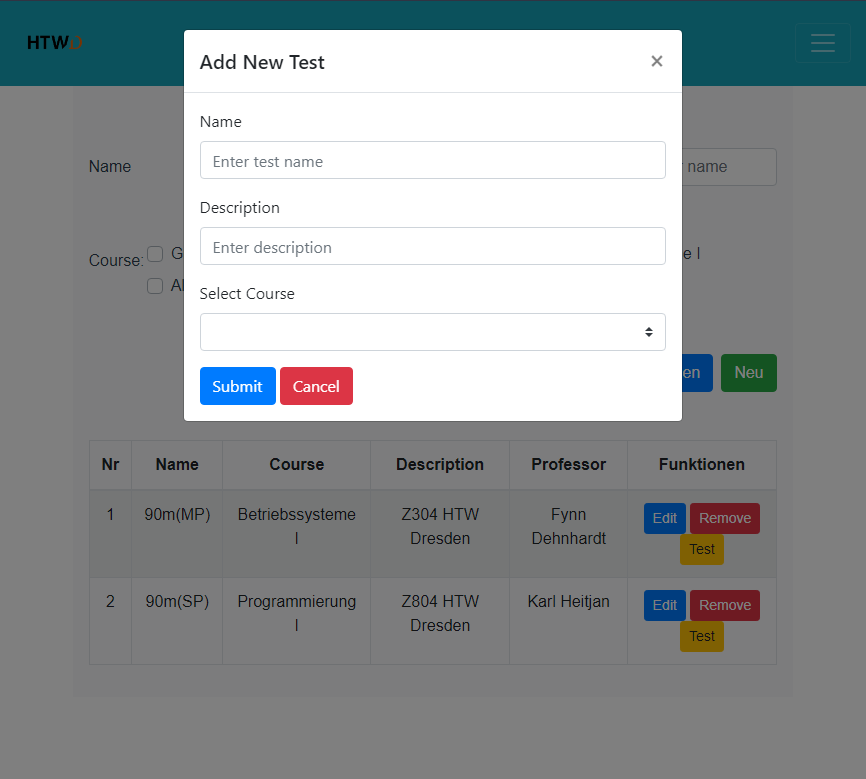 HTWD
Add New Test
×
Name
Enter test name
Name
name
Description
Enter description
Course:
e I
Select Course
Submit
Cancel
en
Neu
Nr Name Course Description Professor Funktionen
1 90m(MP) Betriebssysteme Z304 HTW Fynn Edit Remove
I Dresden Dehnhardt Test
2 90m(SP) Programmierung Z804 HTW Karl Heitjan Edit Remove
I Dresden Test